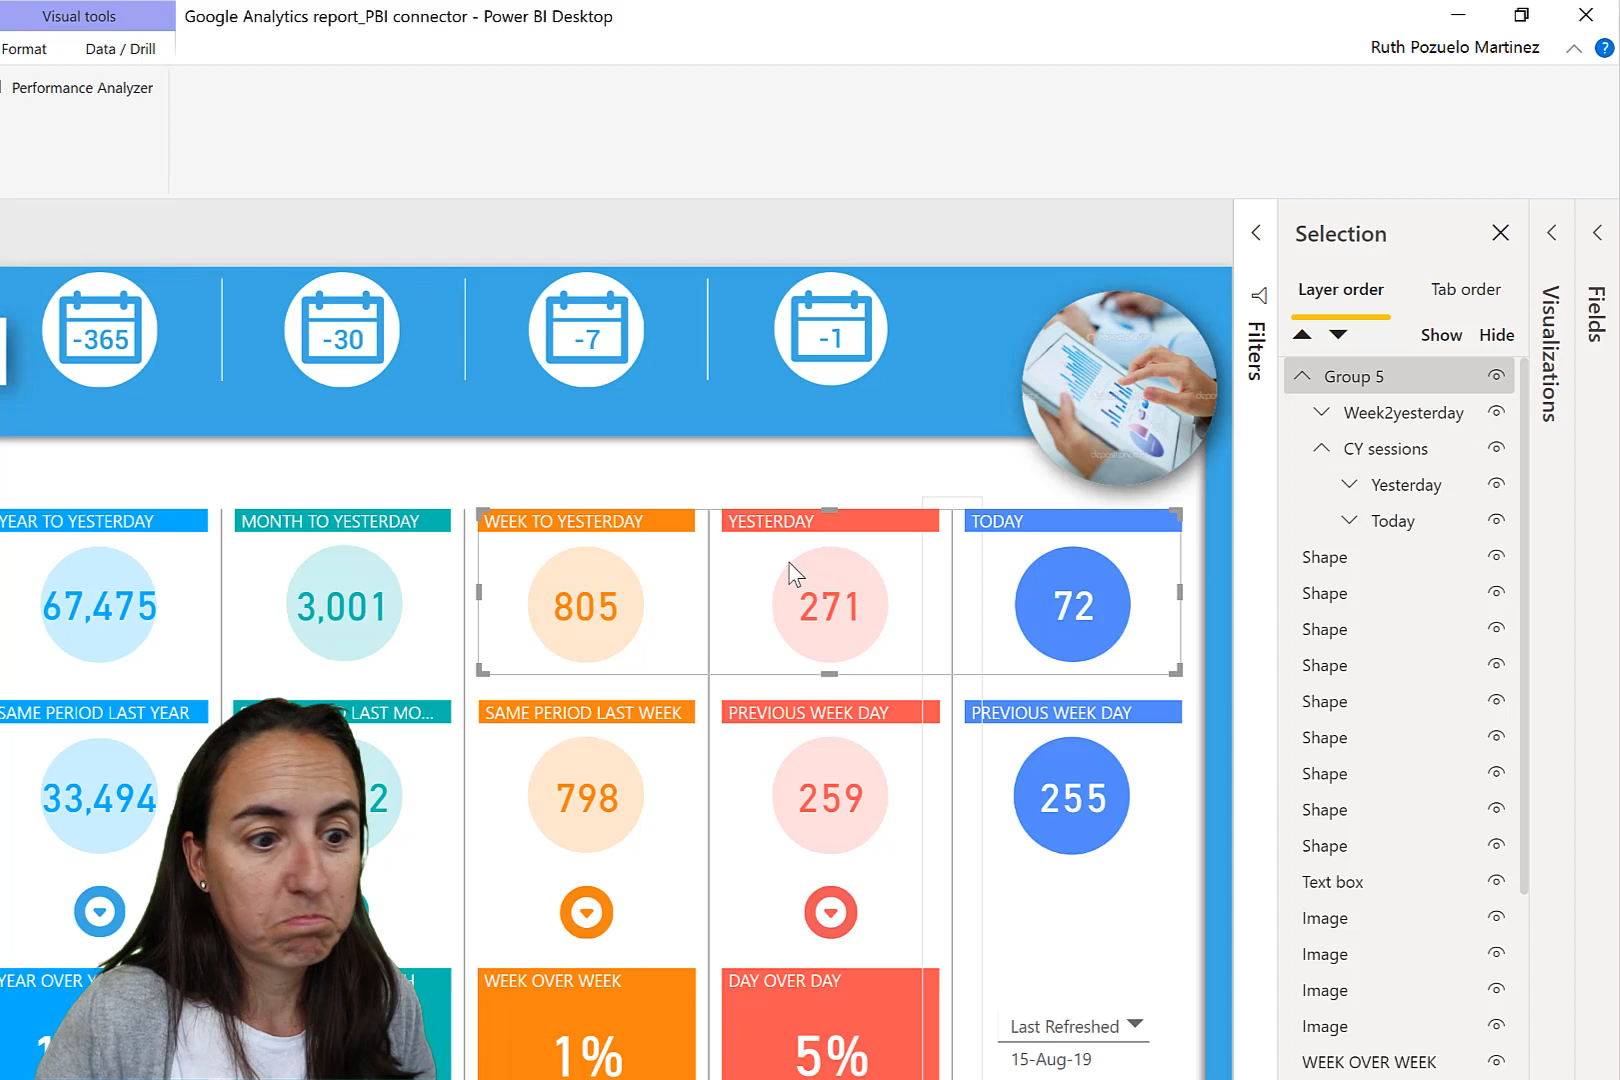 Visual tools
Google Analytics report_PBI connector - Power BI Desktop
Format
Data / Drill
Ruth Pozuelo Martinez
?
Performance Analyzer
-365
-30
-7
-1
Filters
Selection
Layer order
Tab order
Show
Hide
Group 5
Week2yesterday
CY sessions
Yesterday
Today
Shape
Shape
Shape
Shape
Shape
Shape
Shape
Shape
Shape
Text box
Image
Image
Image
Image
WEEK OVER WEEK
Visualizations
Fields
YEAR TO YESTERDAY
MONTH TO YESTERDAY
WEEK TO YESTERDAY
YESTERDAY
TODAY
67,475
3,001
805
271
72
SAME PERIOD LAST YEAR
LAST MO...
SAME PERIOD LAST WEEK
PREVIOUS WEEK DAY
PREVIOUS WEEK DAY
33,494
2
798
259
255
YEAR OVER
H
WEEK OVER WEEK
DAY OVER DAY
1%
5%
Last Refreshed
15-Aug-19